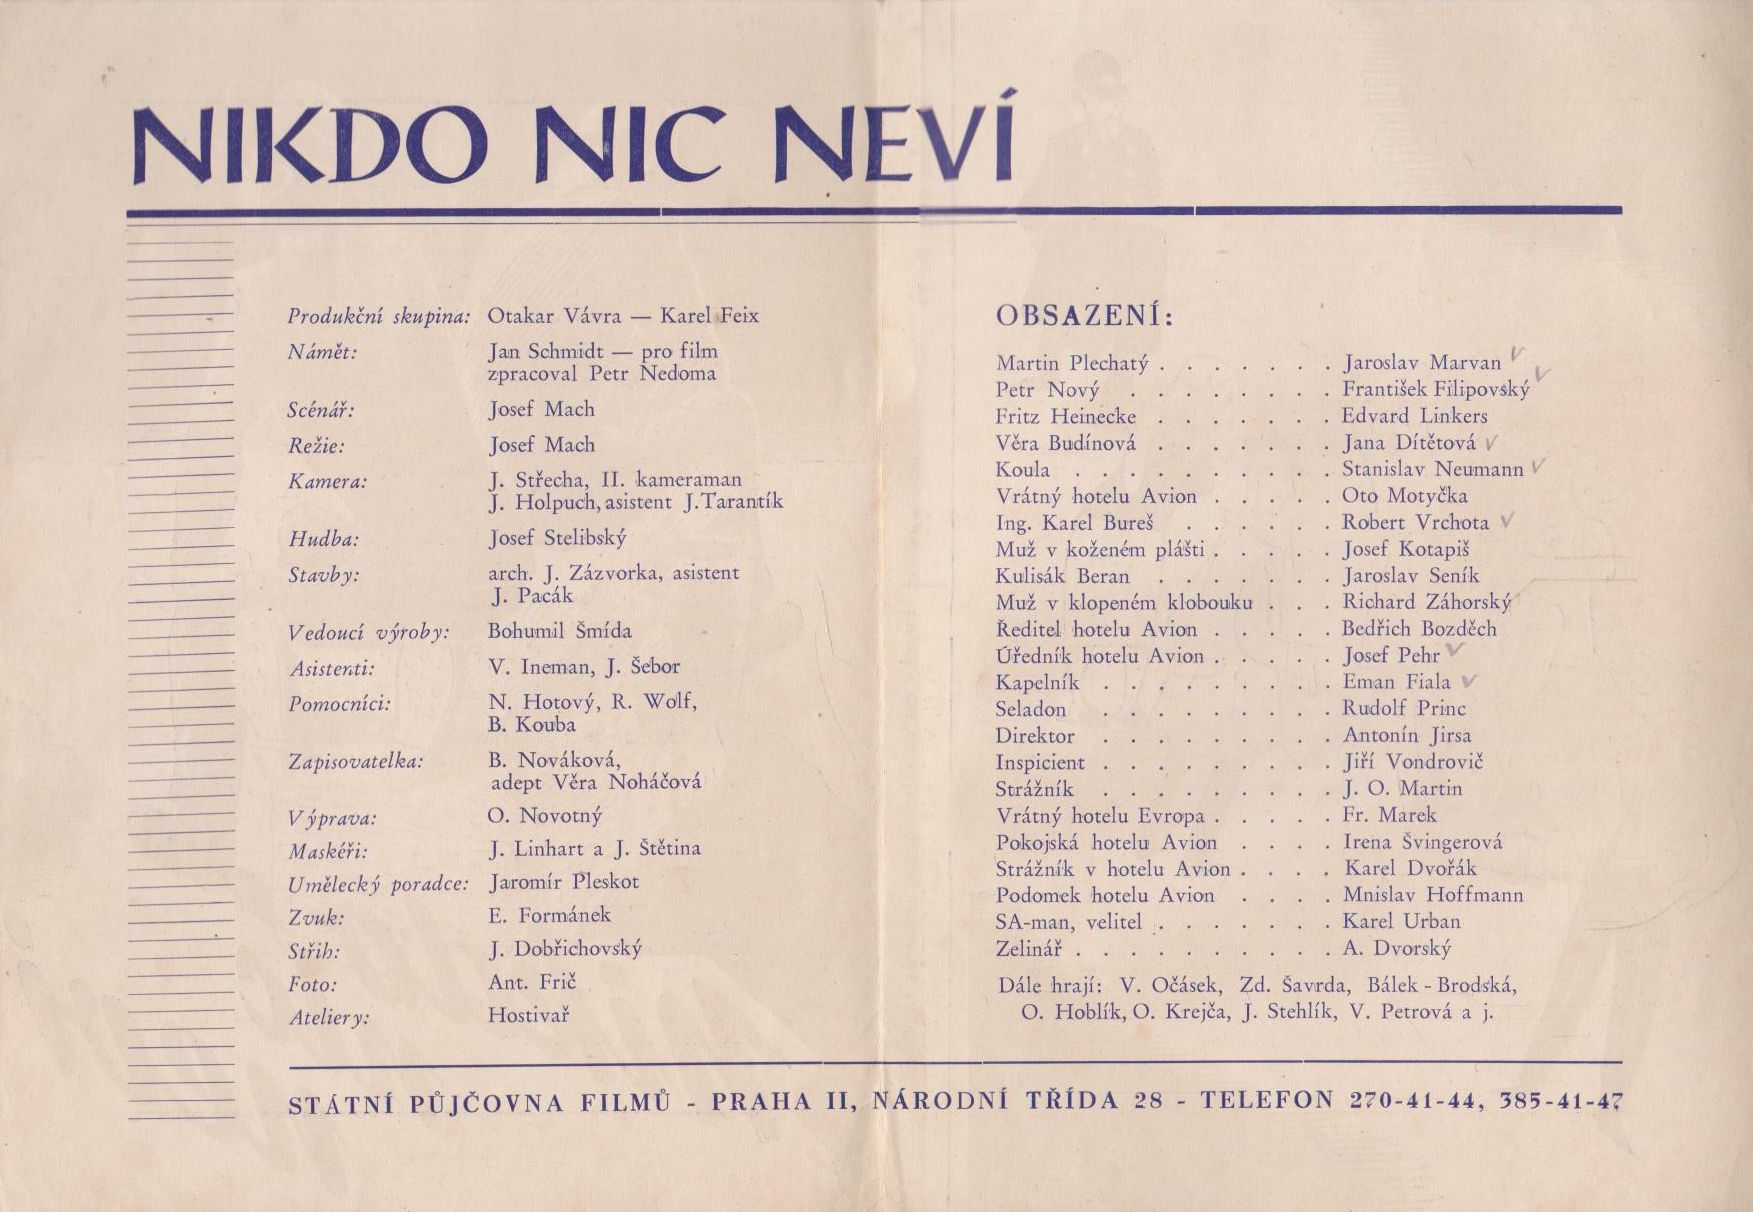 NIKDO NIC NEVÍ
Produkční skupina: Otakar Vávra — Karel Feix
Námět: Jan Schmidt — pro film
zpracoval Petr Nedoma
Scénář: Josef Mach
Režie: Josef Mach
Kamera: J. Střecha, II. kameraman
J. Holpuch, asistent J. Tarantík
Hudba: Josef Stelibský
Stavby: arch. J. Zázvorka, asistent
J. Pacák
Vedoucí výroby: Bohumil Šmída
Asistenti: V. Ineman, J. Šebor
Pomocníci: N. Hotový, R. Wolf,
B. Kouba
Zapisovatelka: B. Nováková,
adept Věra Noháčová
Výprava: O. Novotný
Maskéři: J. Linhart a J. Štětina
Umělecký poradce: Jaromír Pleskot
Zvuk: E. Formánek
Střih: J. Dobřichovský
Foto: Ant. Frič
Ateliery: Hostivař
OBSAZENÍ:
Martin Plechatý . . . . . . . Jaroslav Marvan
Petr Nový . . . . . . . . František Filipovský
Fritz Heinecke . . . . . . . Edvard Linkers
Věra Budínová . . . . . . . Jana Dítětová
Koula . . . . . . . . . . Stanislav Neumann
Vrátný hotelu Avion . . . . . Oto Motyčka
Ing. Karel Bureš . . . . . . Robert Vrchota
Muž v koženém plášti . . . . . Josef Kotapiš
Kulisák Beran . . . . . . . Jaroslav Seník
Muž v klopeném klobouku . . . Richard Záhorský
Ředitel hotelu Avion . . . . . Bedřich Bozděch
Úředník hotelu Avion . . . . . Josef Pehr
Kapelník . . . . . . . . . Eman Fiala
Seladon . . . . . . . . . Rudolf Princ
Direktor . . . . . . . . . Antonín Jirsa
Inspicient . . . . . . . . . Jiří Vondrovič
Strážník . . . . . . . . . J. O. Martin
Vrátný hotelu Evropa . . . . . Fr. Marek
Pokojská hotelu Avion . . . . Irena Švingerová
Strážník v hotelu Avion . . . . Karel Dvořák
Podomek hotelu Avion . . . . Mnislav Hoffmann
SA-man, velitel . . . . . . . Karel Urban
Zelinář . . . . . . . . . . A. Dvorský
Dále hrají: V. Očásek, Zd. Šavrda, Bálek - Brodská,
O. Hoblík, O. Krejča, J. Stehlík, V. Petrová a j.
STÁTNÍ PŮJČOVNA FILMŮ - PRAHA II, NÁRODNÍ TŘÍDA 28 - TELEFON 270-41-44, 385-41-47